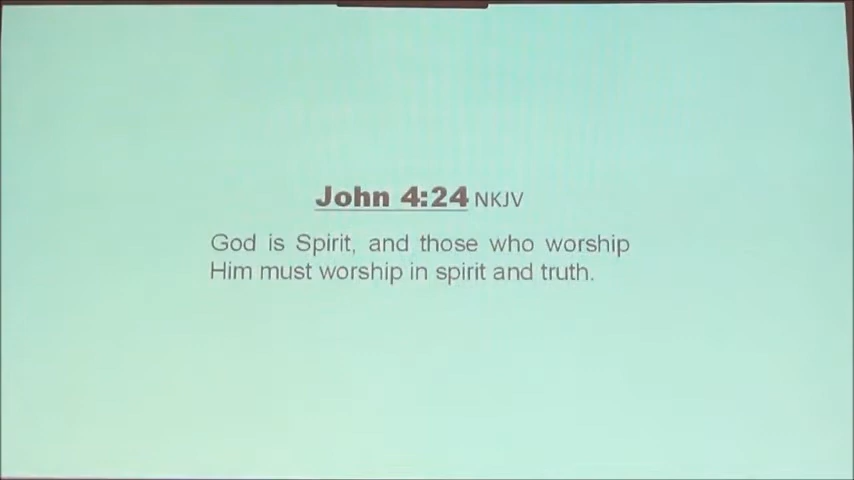 John 4:24 NKJV
God is Spirit, and those who worship
Him must worship in spirit and truth.